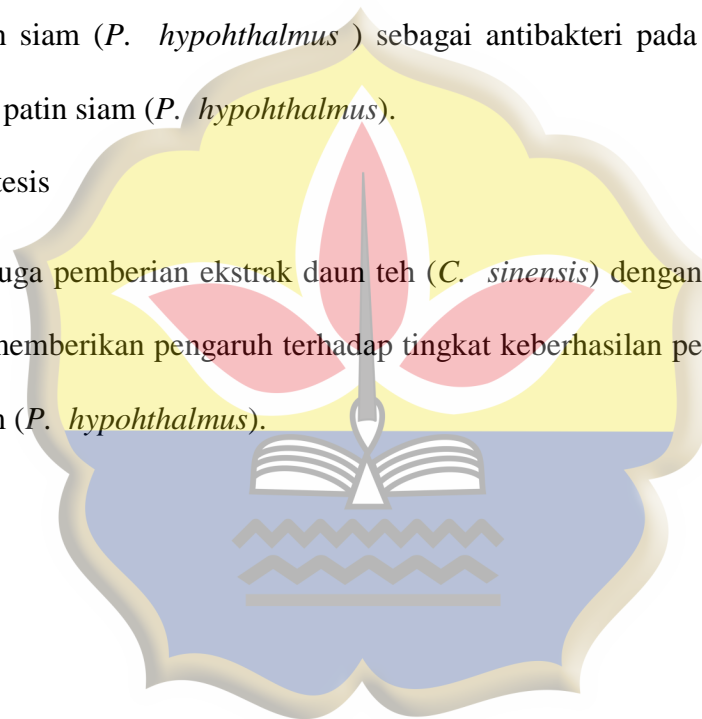 n siam (P. hypohthalmus ) sebagai antibakteri pada
patin siam (P. hypohthalmus).
tesis
uga pemberian ekstrak daun teh (C. sinensis) dengan
memberikan pengaruh terhadap tingkat keberhasilan pe
n (P. hypohthalmus).